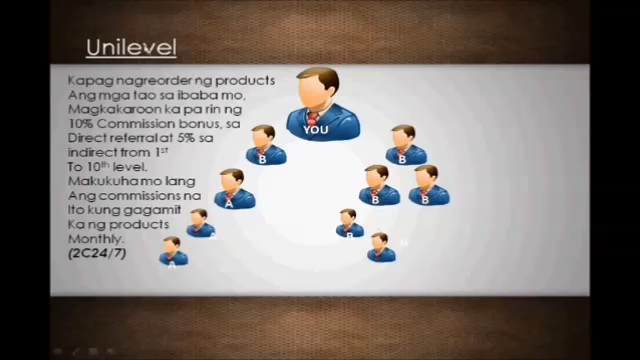 Unilevel
Kapag nagreorder ng products
Ang mga tao sa ibaba mo,
Magkakaroon ka pa rin ng
10% Commission bonus, sa
Direct referral at 5% sa
indirect from 1st
To 10th level.
Makukuha mo lang
Ang commissions na
Ito kung gagamit
Ka ng products
Monthly.
(2C24/7)
YOU
B
B
A
B
B
A
B
A